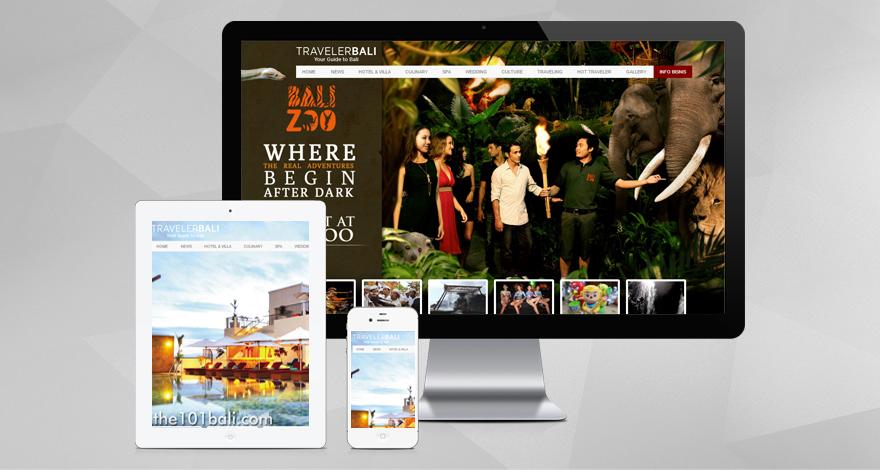 TRAVELERBALI
Your Guide to Bali
HOME NEWS HOTEL & VILLA CULINARY SPA WEDDING CULTURE TRAVELING HOT TRAVELER GALLERY INFO BISNIS
BALI
ZOO
WHERE
THE REAL ADVENTURES
BEGIN
AFTER DARK
AT
TRAVELERBALI
Your Guide to Bali
HOME NEWS HOTEL & VILLA CULINARY SPA
the101bali.com
TRAVELERBALI
HOME NEWS HOTEL & VILLA